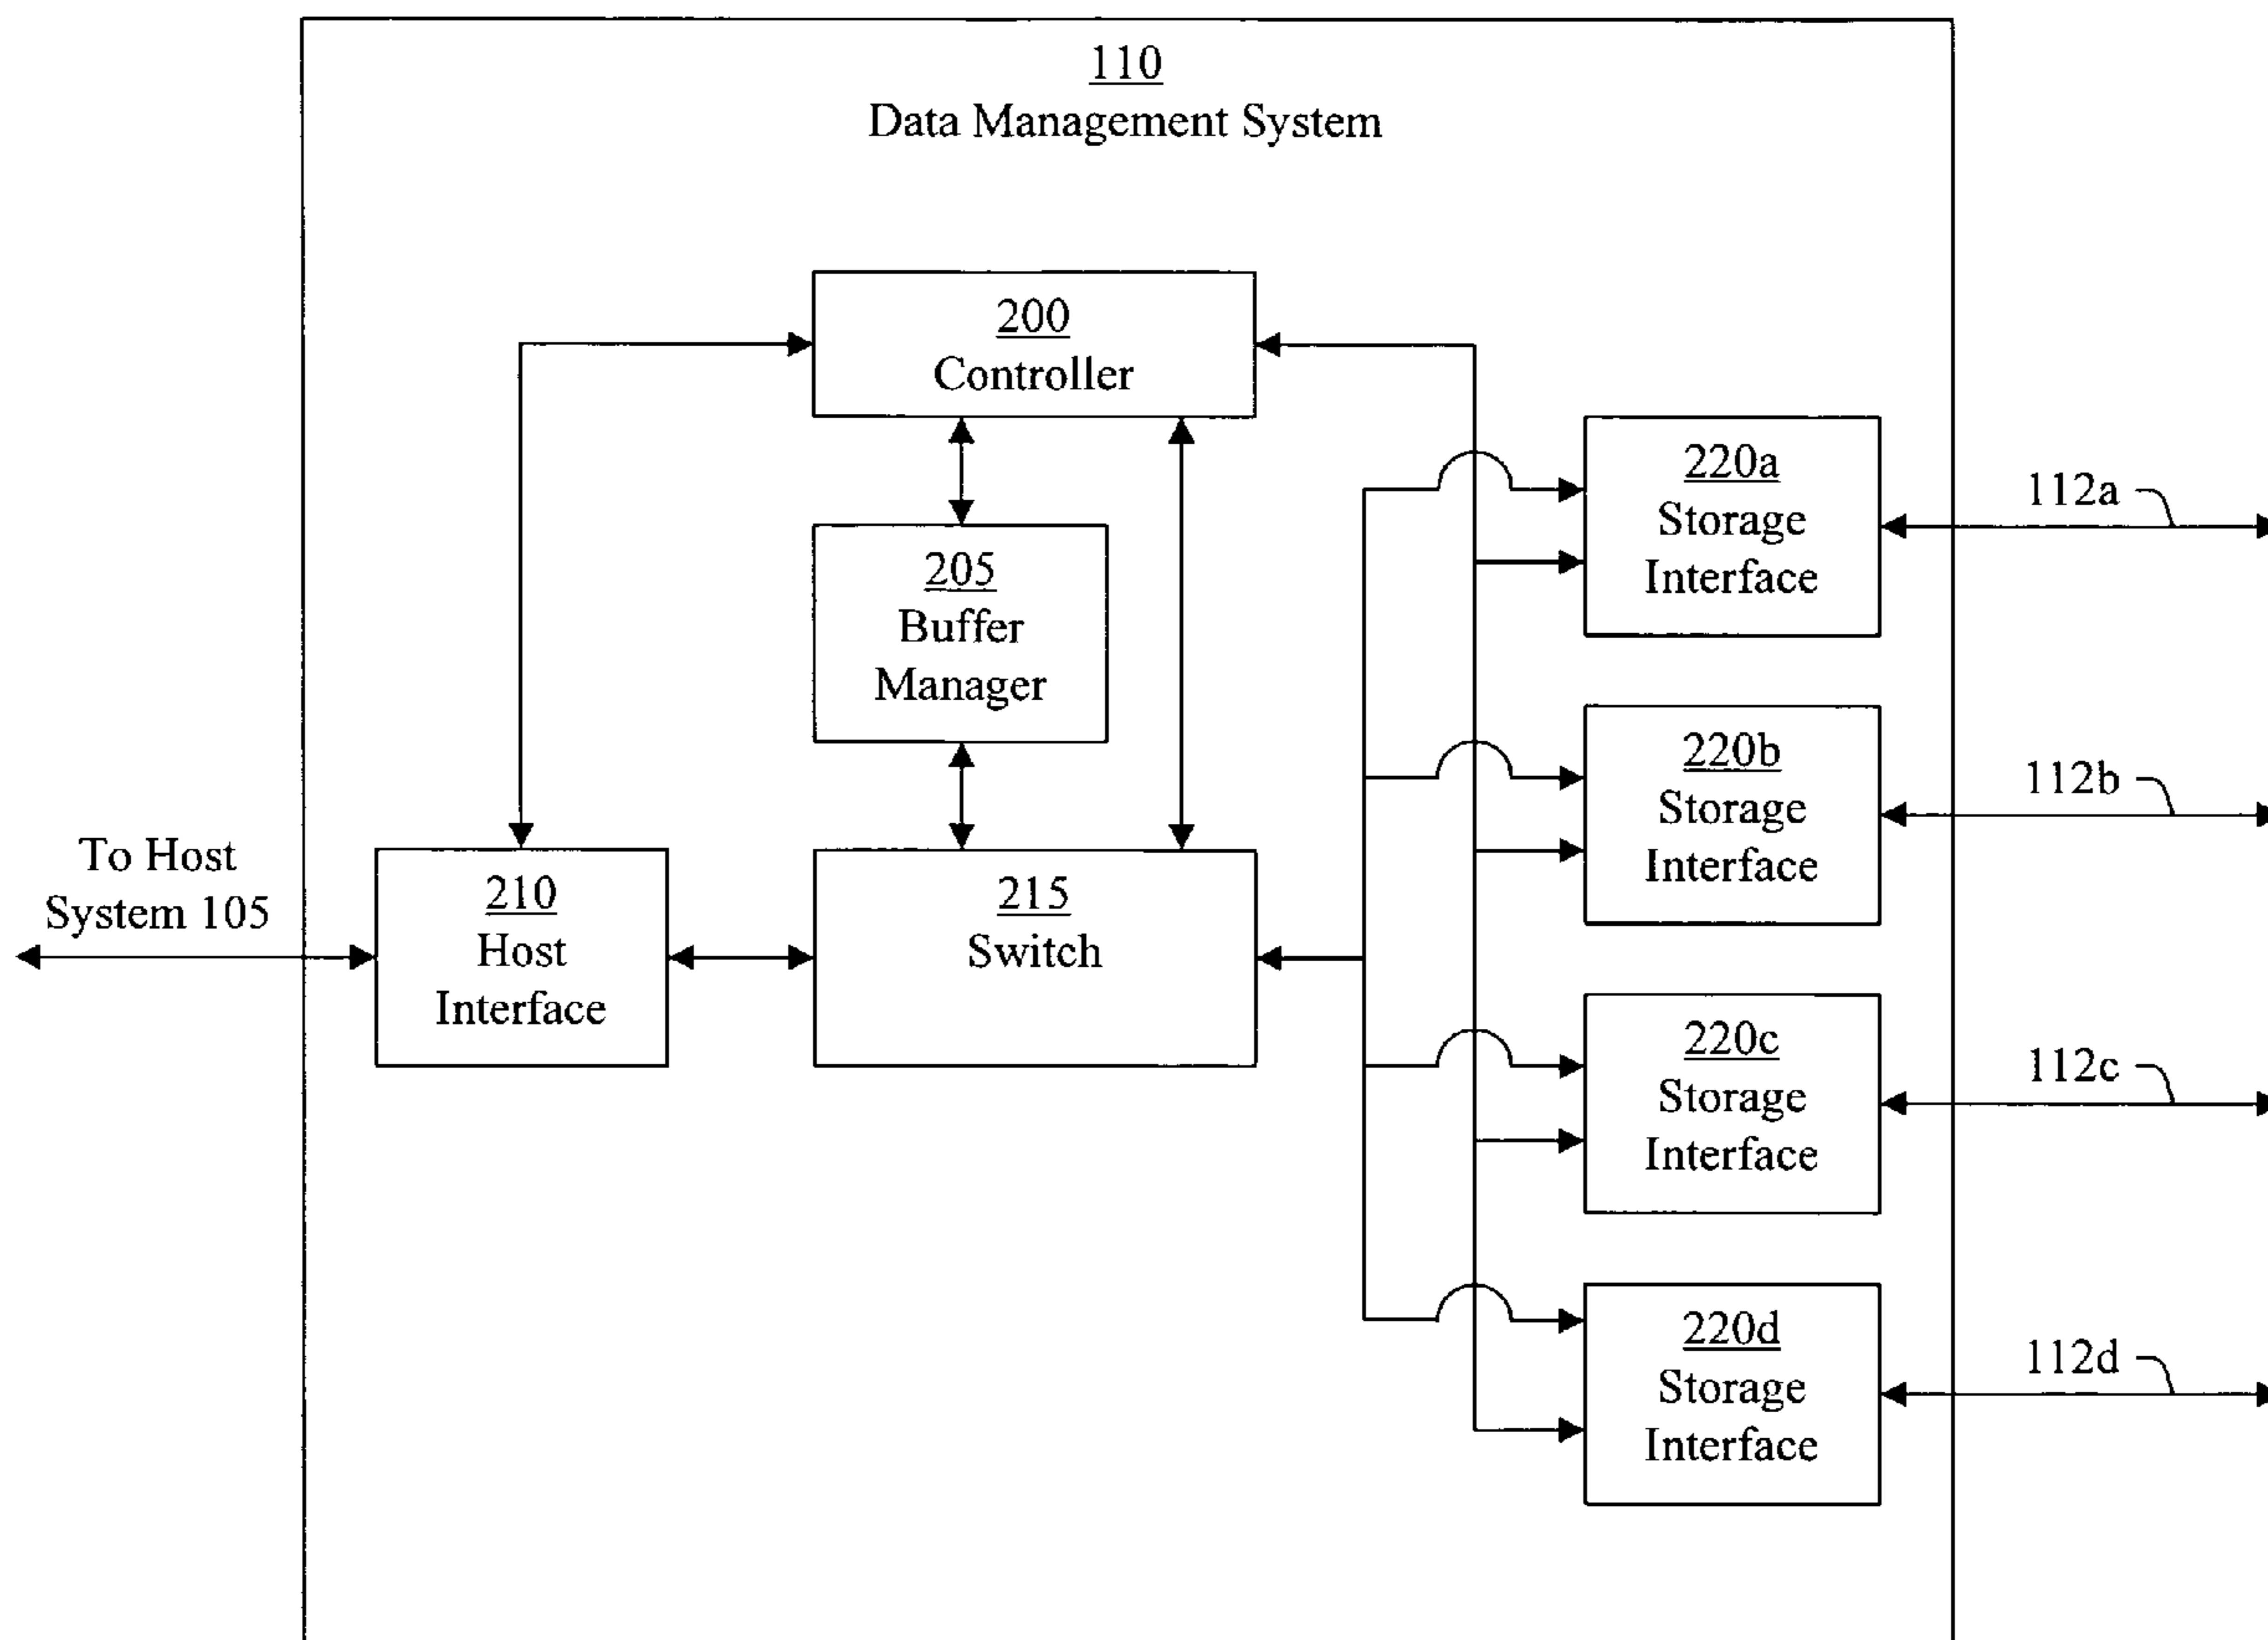 110
Data Management System
200
Controller
205
Buffer
Manager
To Host
System 105
210
Host
Interface
215
Switch
220a
Storage
Interface
112a
220b
Storage
Interface
112b
220c
Storage
Interface
112c
220d
Storage
Interface
112d